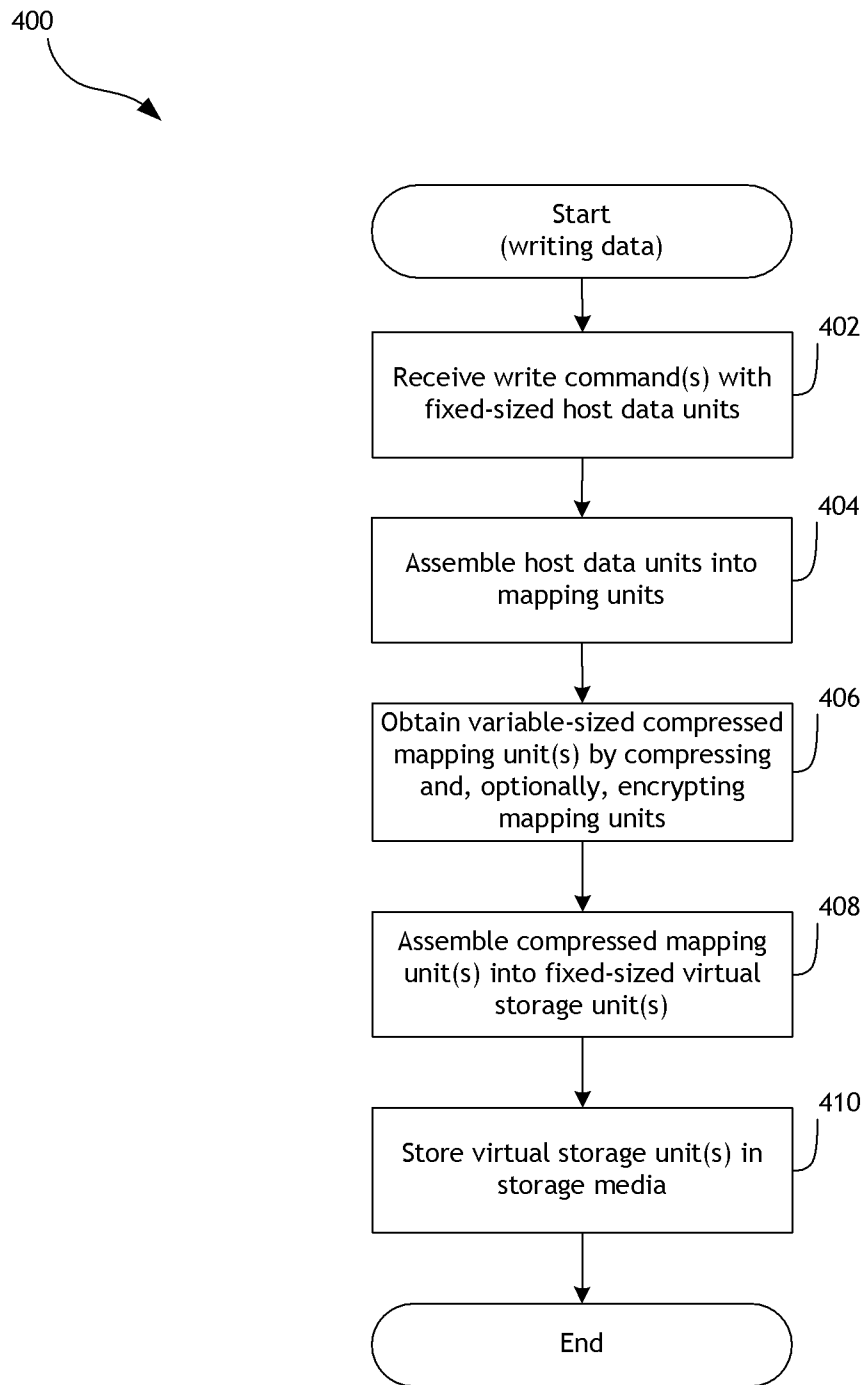 400
Start
(writing data)
402
Receive write command(s) with
fixed-sized host data units
404
Assemble host data units into
mapping units
406
Obtain variable-sized compressed
mapping unit(s) by compressing
and, optionally, encrypting
mapping units
408
Assemble compressed mapping
unit(s) into fixed-sized virtual
storage unit(s)
410
Store virtual storage unit(s) in
storage media
End